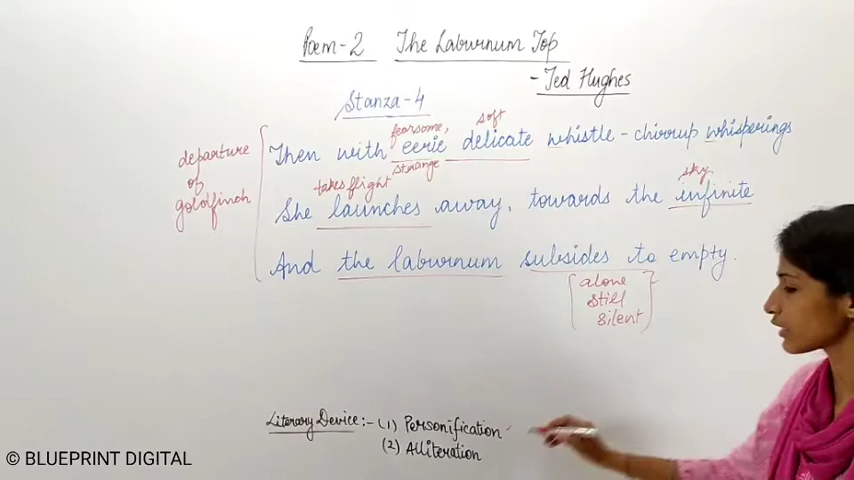 Poem-2 The Laburnum Top
- Ted Hughes
Stanza-4
fearsome, soft
Then with eerie delicate whistle - chirrup whisperings
strange
departure of goldfinch
takes flight sky
She launches away, towards the infinite
And the laburnum subsides to empty.
alone
still
silent
Literary Device:- (1) Personification
(2) Alliteration
© BLUEPRINT DIGITAL